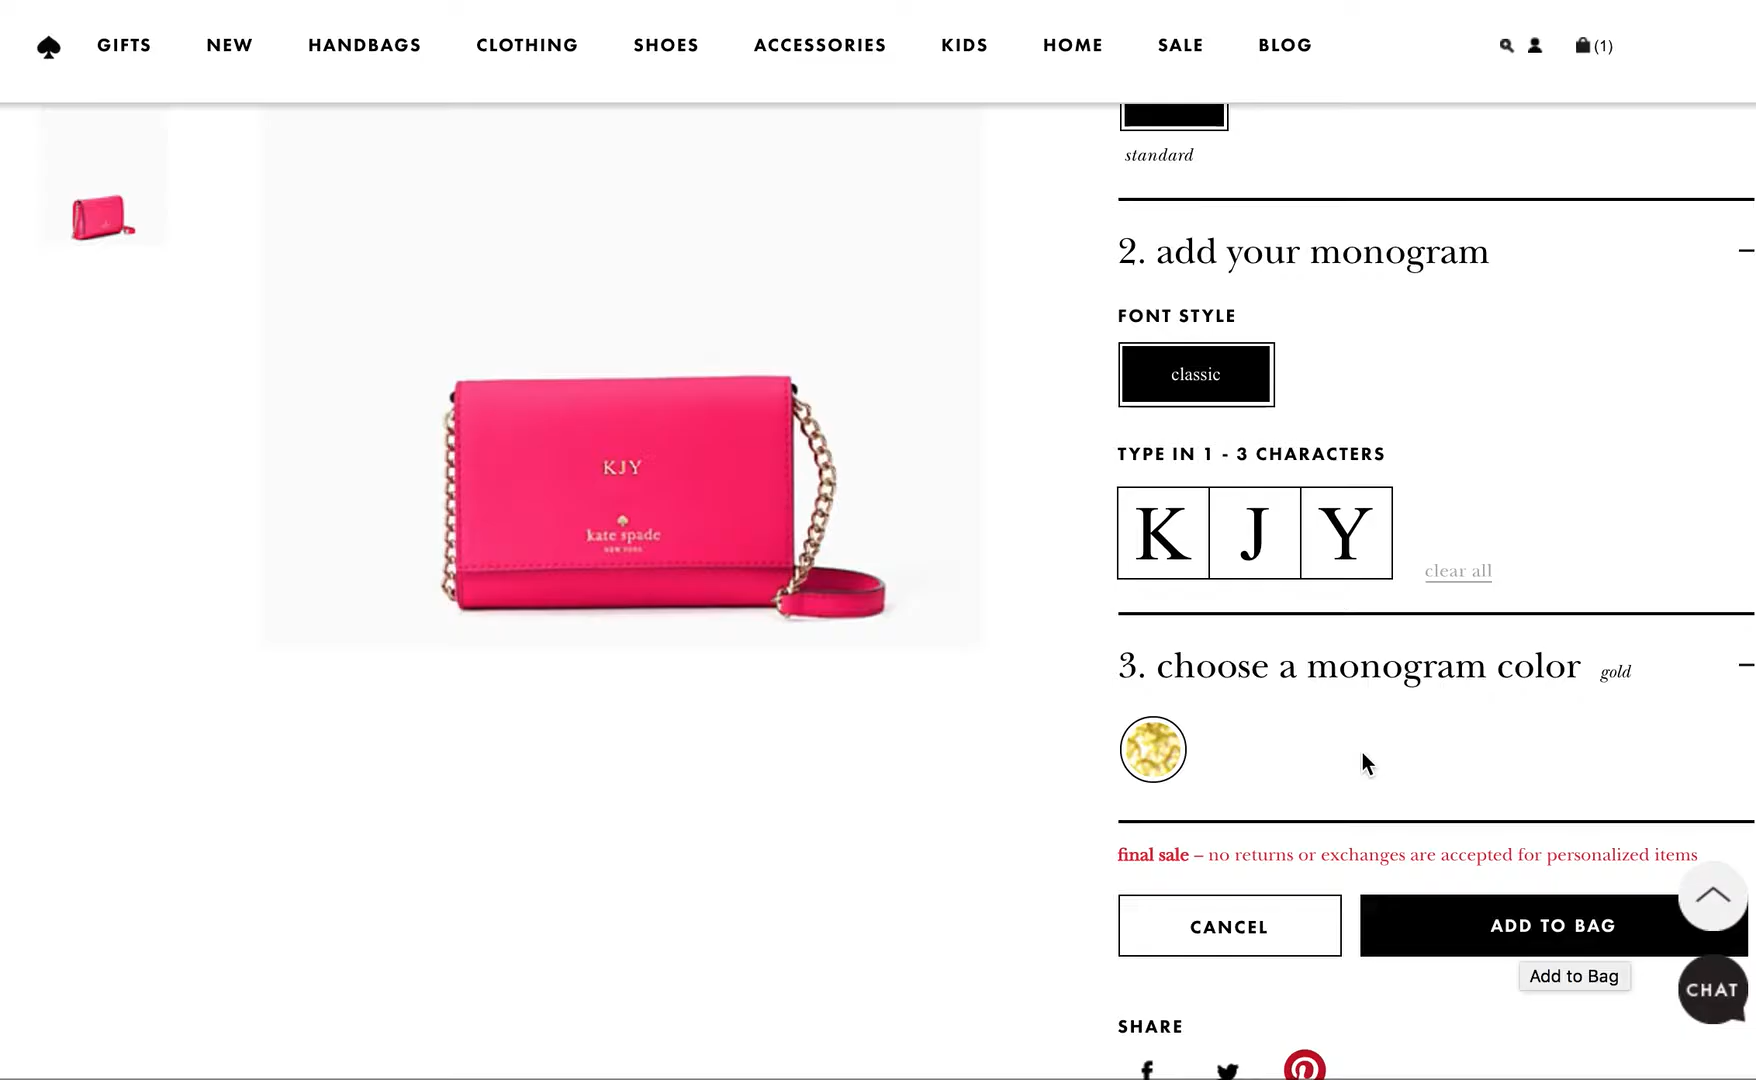 GIFTS NEW HANDBAGS CLOTHING SHOES ACCESSORIES KIDS HOME SALE BLOG (1)
standard
2. add your monogram
FONT STYLE
classic
TYPE IN 1 - 3 CHARACTERS
K J Y
clear all
KJY
kate spade
NEW YORK
3. choose a monogram color gold
final sale – no returns or exchanges are accepted for personalized items
CANCEL
ADD TO BAG
Add to Bag
CHAT
SHARE